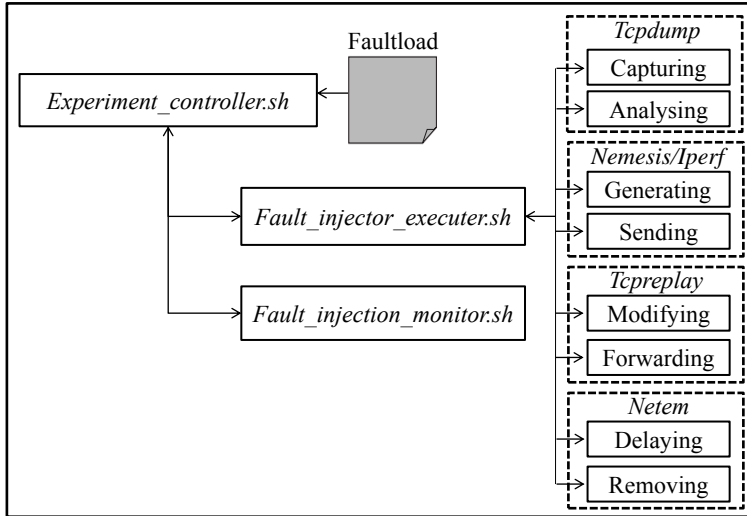 Faultload
Experiment_controller.sh
Fault_injector_executer.sh
Fault_injection_monitor.sh
Tcpdump
Capturing
Analysing
Nemesis/Iperf
Generating
Sending
Tcpreplay
Modifying
Forwarding
Netem
Delaying
Removing